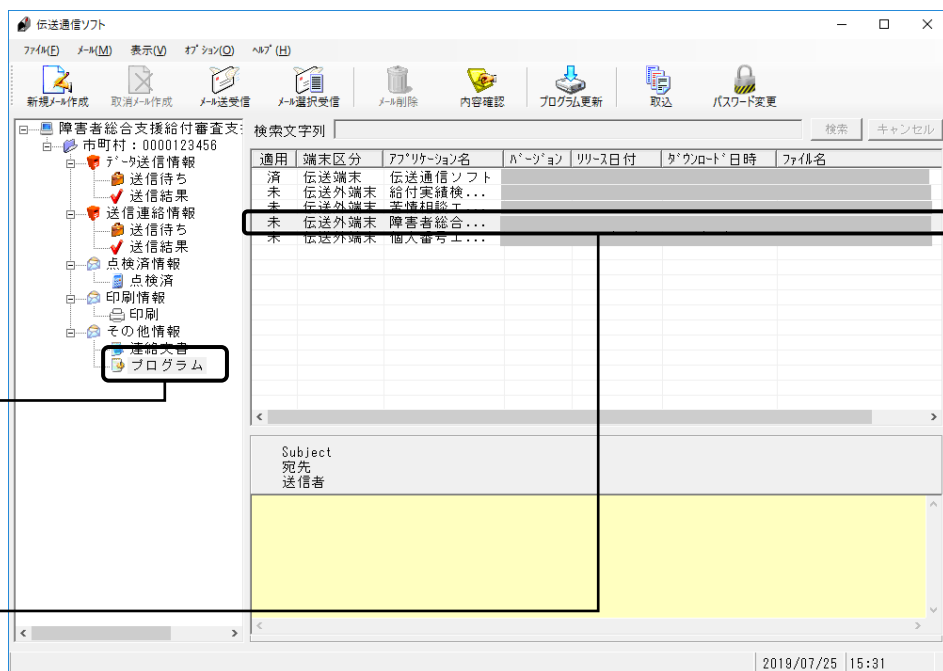 伝送通信ソフト
ファイル(F) メール(M) 表示(V) オプション(O) ヘルプ(H)
新規メール作成 取消メール作成 メール送受信 メール選択受信 メール削除 内容確認 プログラム更新 取込 パスワード変更
障害者総合支援給付審査支
市町村：0000123456
データ送信情報
送信待ち
送信結果
送信連絡情報
送信待ち
送信結果
点検済情報
点検済
印刷情報
印刷
その他情報
連絡文書
プログラム
検索文字列 検索 キャンセル
適用 端末区分 アプリケーション名 バージョン リリース日付 ダウンロード日時 ファイル名
済 伝送端末 伝送通信ソフト
未 伝送外端末 給付実績検...
未 伝送外端末 苦情相談エ...
未 伝送外端末 障害者総合...
未 伝送外端末 個人番号エ...
Subject
宛先
送信者
2019/07/25 15:31